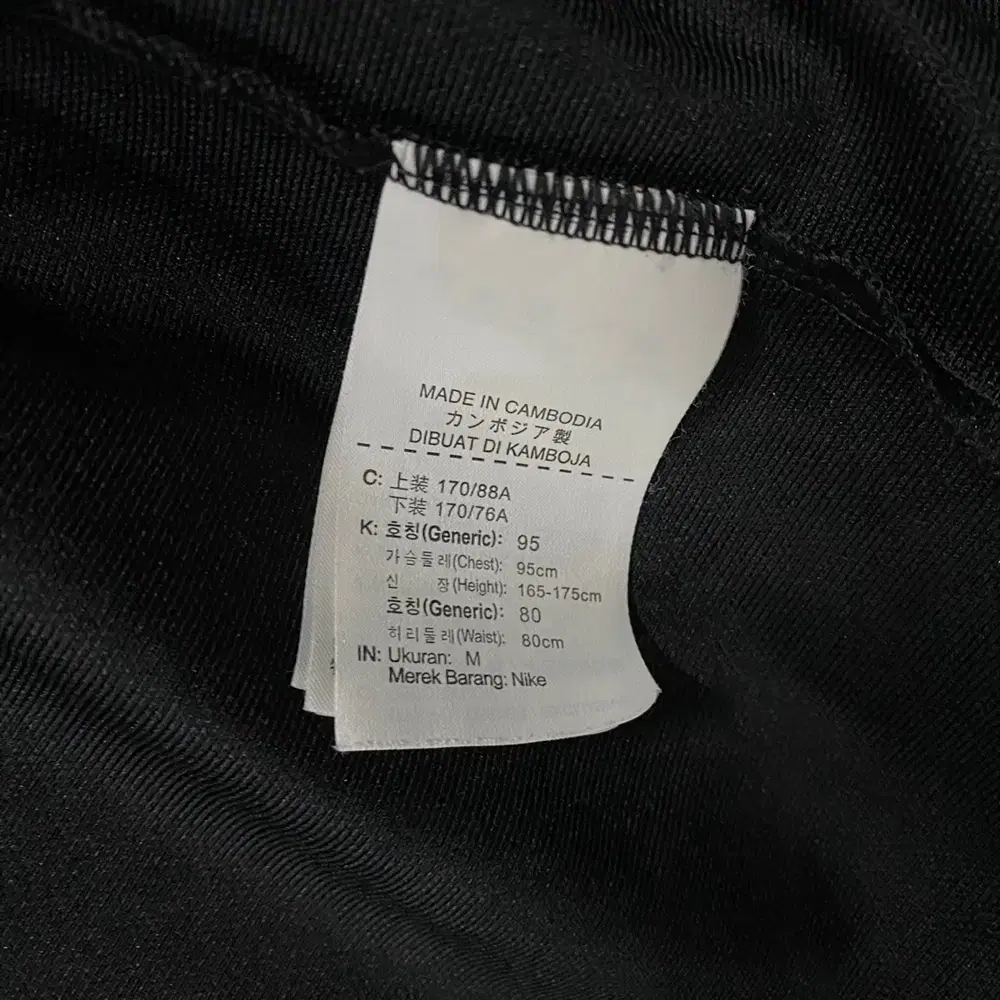 MADE IN CAMBODIA
カンボジア製
DIBUAT DI KAMBOJA
C: 上装 170/88A
下装 170/76A
K: 호칭(Generic): 95
가슴둘레(Chest): 95cm
신 장(Height): 165-175cm
호칭(Generic): 80
허리둘레(Waist): 80cm
IN: Ukuran: M
Merek Barang: Nike